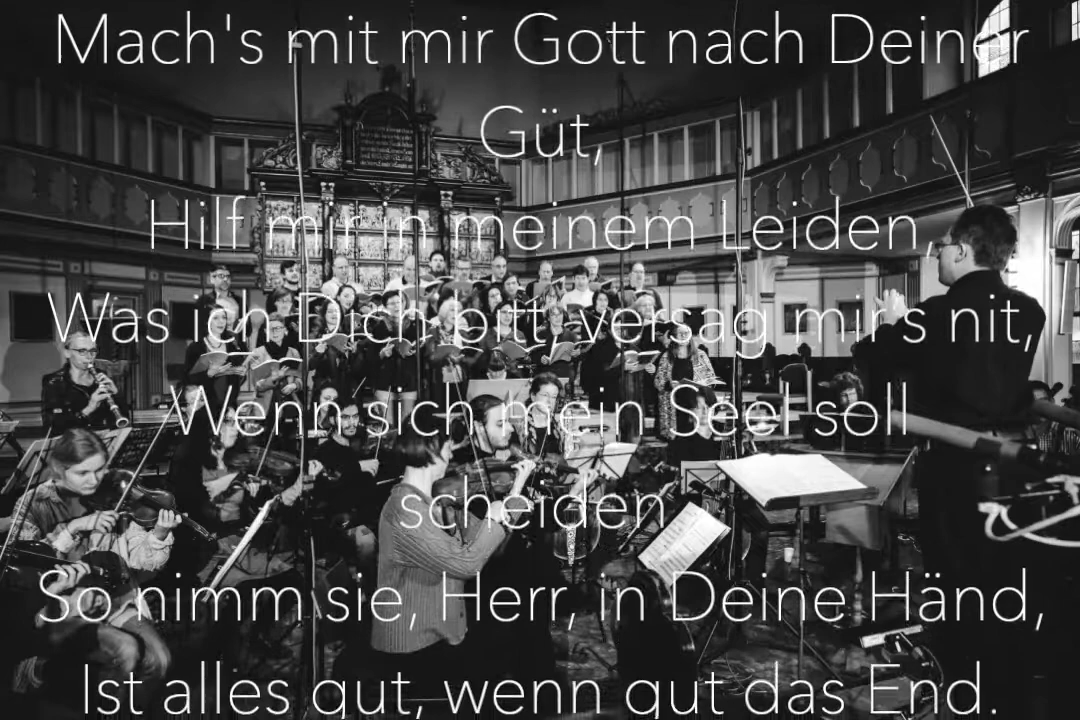 Mach's mit mir Gott nach Deiner
Güt,
Hilf mir in meinem Leiden,
Was ich Dich bitt versag mir's nit,
Wenn sich mein Seel soll
scheiden
So nimm sie, Herr, in Deine Händ,
Ist alles gut, wenn gut das End.